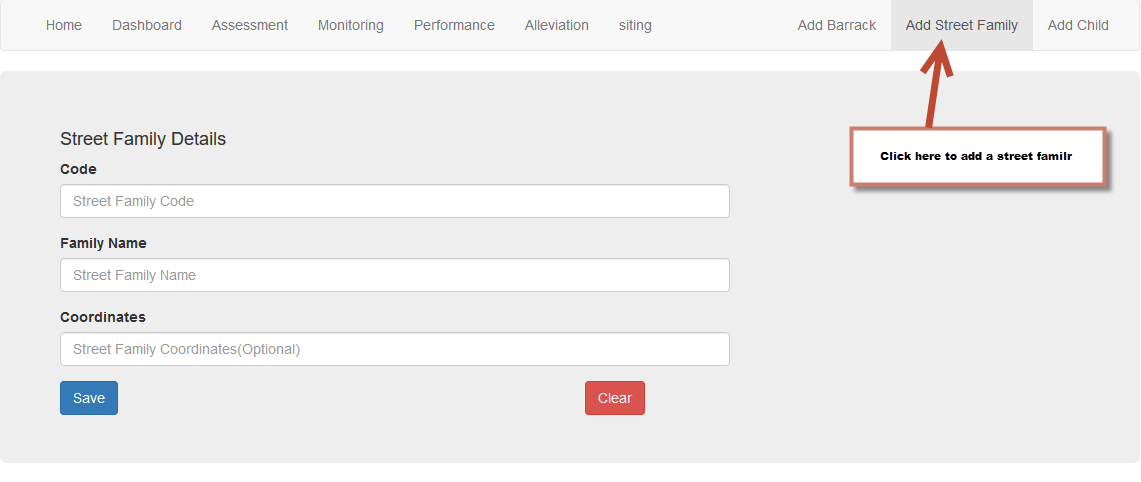 Home Dashboard Assessment Monitoring Performance Alleviation siting Add Barrack Add Street Family Add Child
Click here to add a street familr
Street Family Details
Code
Street Family Code
Family Name
Street Family Name
Coordinates
Street Family Coordinates(Optional)
Save Clear